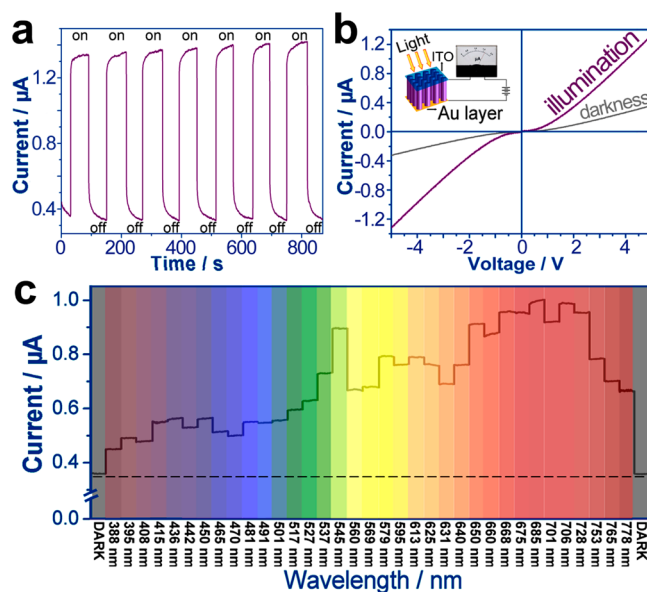 a
on on on on on on on
1.4
1.2
0.8
0.4
Current / µA
off off off off off off off
0 200 400 600 800
Time / s
b
Light
ITO
µA
Au layer
illumination
darkness
1.2
0.8
0.4
0.0
-0.4
-0.8
-1.2
Current / µA
-4 -2 0 2 4
Voltage / V
c
1.0
0.8
0.6
0.4
0.0
Current / µA
DARK
388 nm
395 nm
408 nm
415 nm
436 nm
442 nm
450 nm
465 nm
470 nm
481 nm
491 nm
501 nm
517 nm
527 nm
537 nm
545 nm
560 nm
569 nm
579 nm
595 nm
613 nm
625 nm
631 nm
640 nm
650 nm
660 nm
668 nm
675 nm
685 nm
701 nm
706 nm
728 nm
753 nm
765 nm
778 nm
DARK
Wavelength / nm